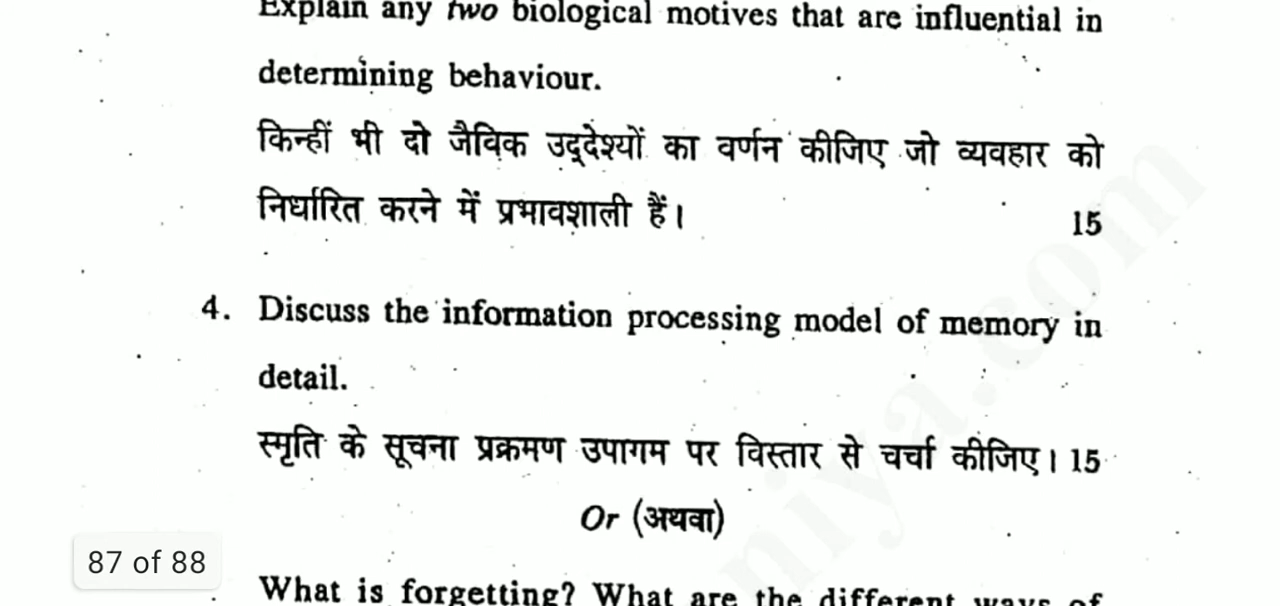 Explain any two biological motives that are influential in
determining behaviour.
किन्हीं भी दो जैविक उद्देश्यों का वर्णन कीजिए जो व्यवहार को
निर्धारित करने में प्रभावशाली हैं। 15
4. Discuss the information processing model of memory in
detail.
स्मृति के सूचना प्रक्रमण उपागम पर विस्तार से चर्चा कीजिए। 15
Or (अथवा)
87 of 88
What is forgetting? What are the different ways of